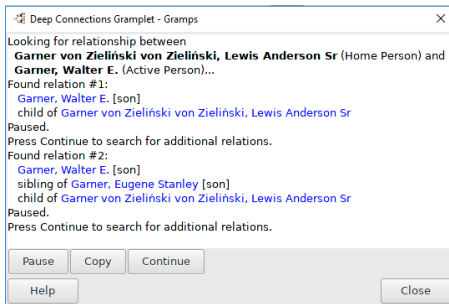 Deep Connections Gramplet - Gramps
Looking for relationship between
Garner von Zieliński von Zieliński, Lewis Anderson Sr (Home Person) and
Garner, Walter E. (Active Person)...
Found relation #1:
Garner, Walter E. [son]
child of Garner von Zieliński von Zieliński, Lewis Anderson Sr
Paused.
Press Continue to search for additional relations.
Found relation #2:
Garner, Walter E. [son]
sibling of Garner, Eugene Stanley [son]
child of Garner von Zieliński von Zieliński, Lewis Anderson Sr
Paused.
Press Continue to search for additional relations.
Pause Copy Continue
Help Close